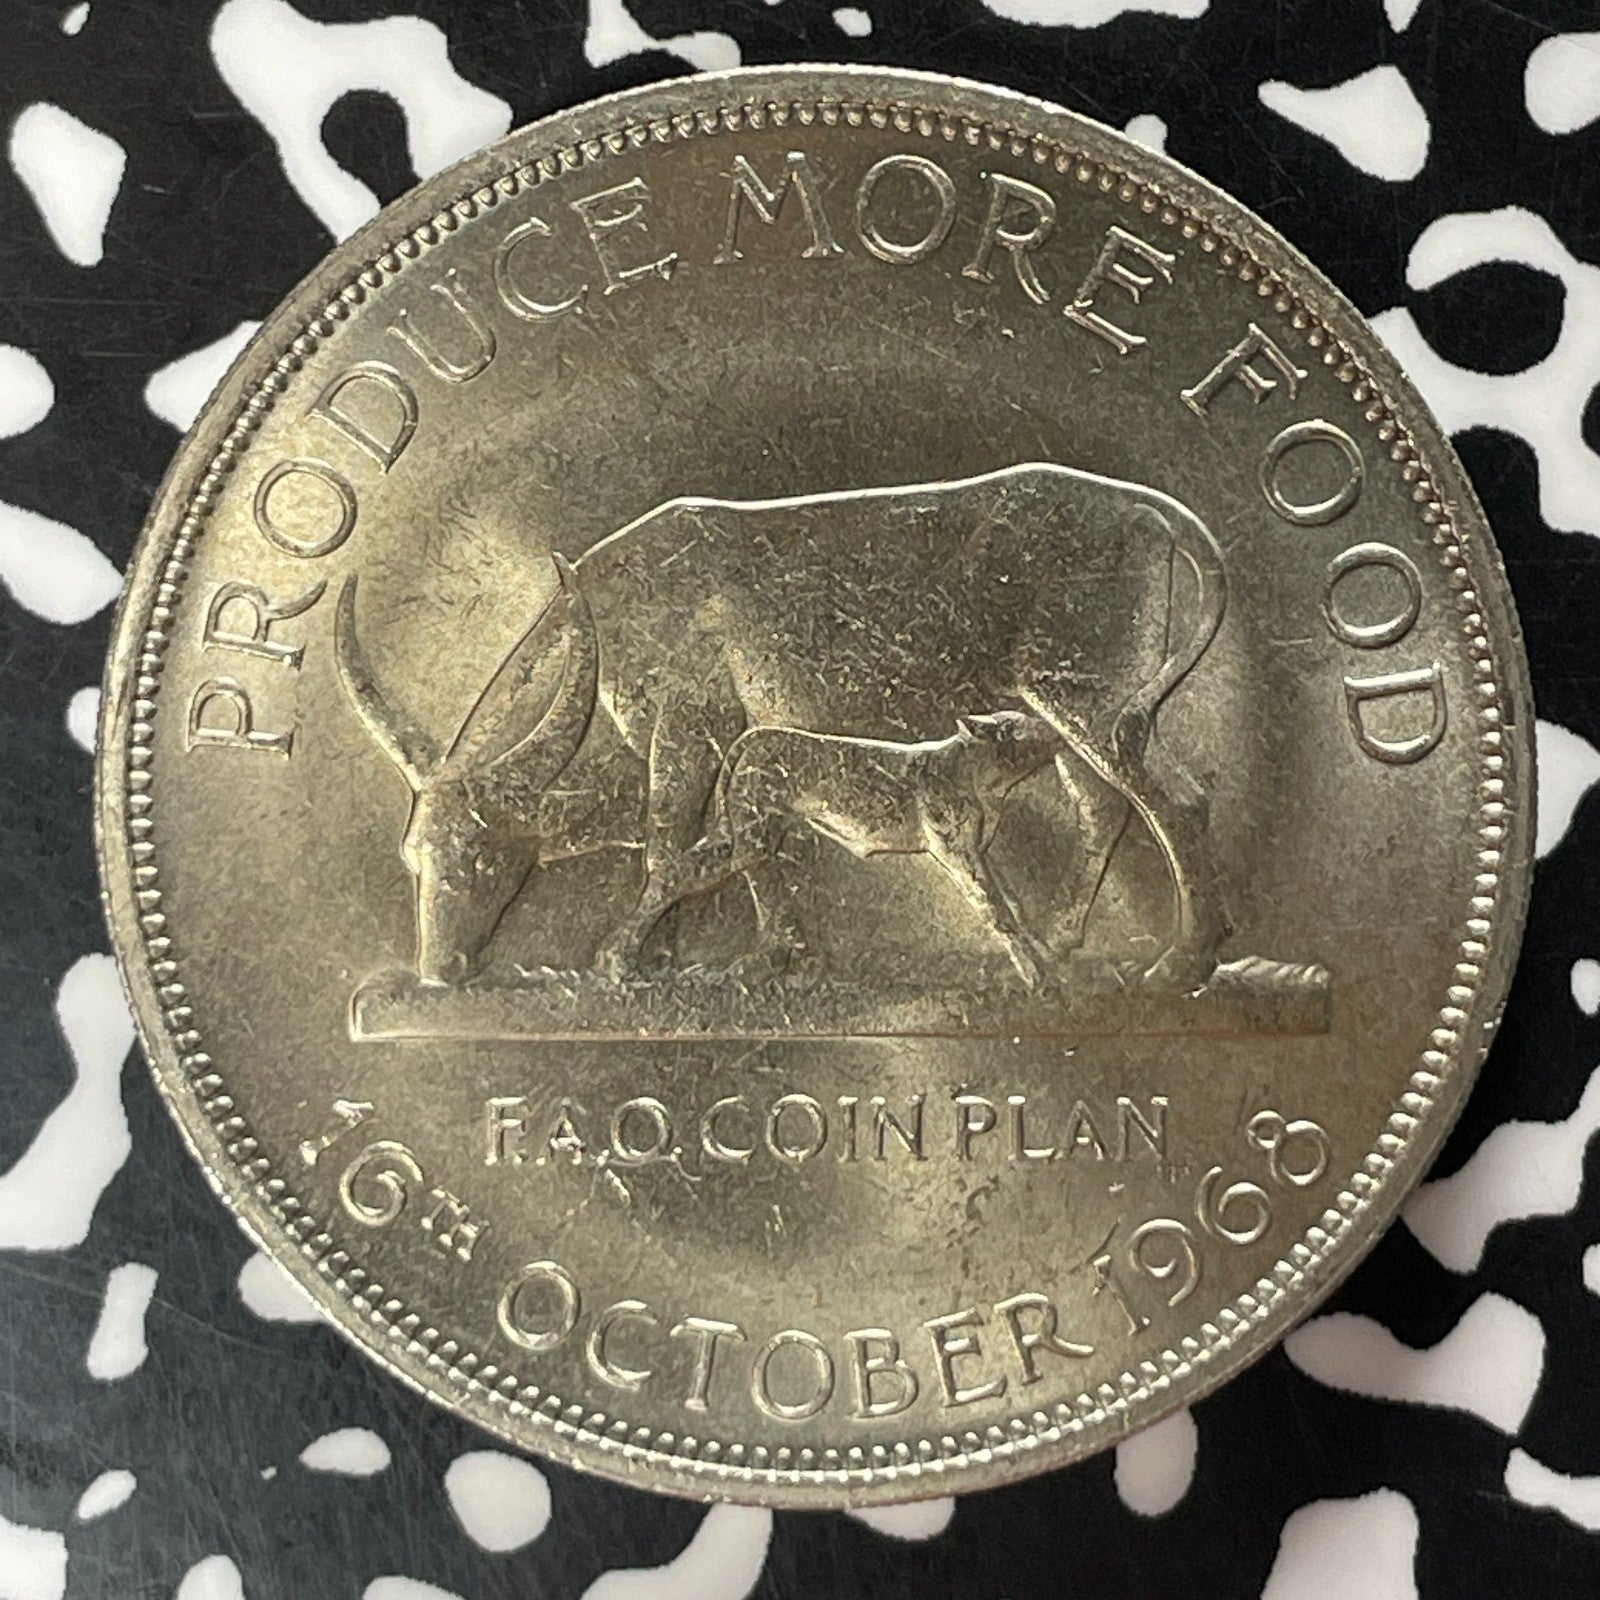 PRODUCE MORE FOOD
F.A.O. COIN PLAN
16TH OCTOBER 1968